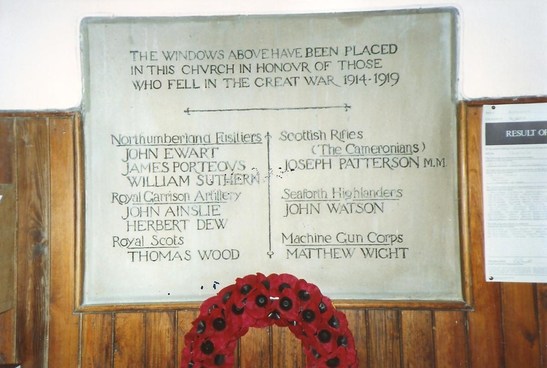 THE WINDOWS ABOVE HAVE BEEN PLACED
IN THIS CHVRCH IN HONOVR OF THOSE
WHO FELL IN THE GREAT WAR 1914-1919
Northumberland Fusiliers
JOHN EWART
JAMES PORTEOVS
WILLIAM SUTHERN
Royal Garrison Artillery
JOHN AINSLIE
HERBERT DEW
Royal Scots
THOMAS WOOD
Scottish Rifles
(The Cameronians)
JOSEPH PATTERSON M.M.
Seaforth Highlanders
JOHN WATSON
Machine Gun Corps
MATTHEW WIGHT
RESULT OF